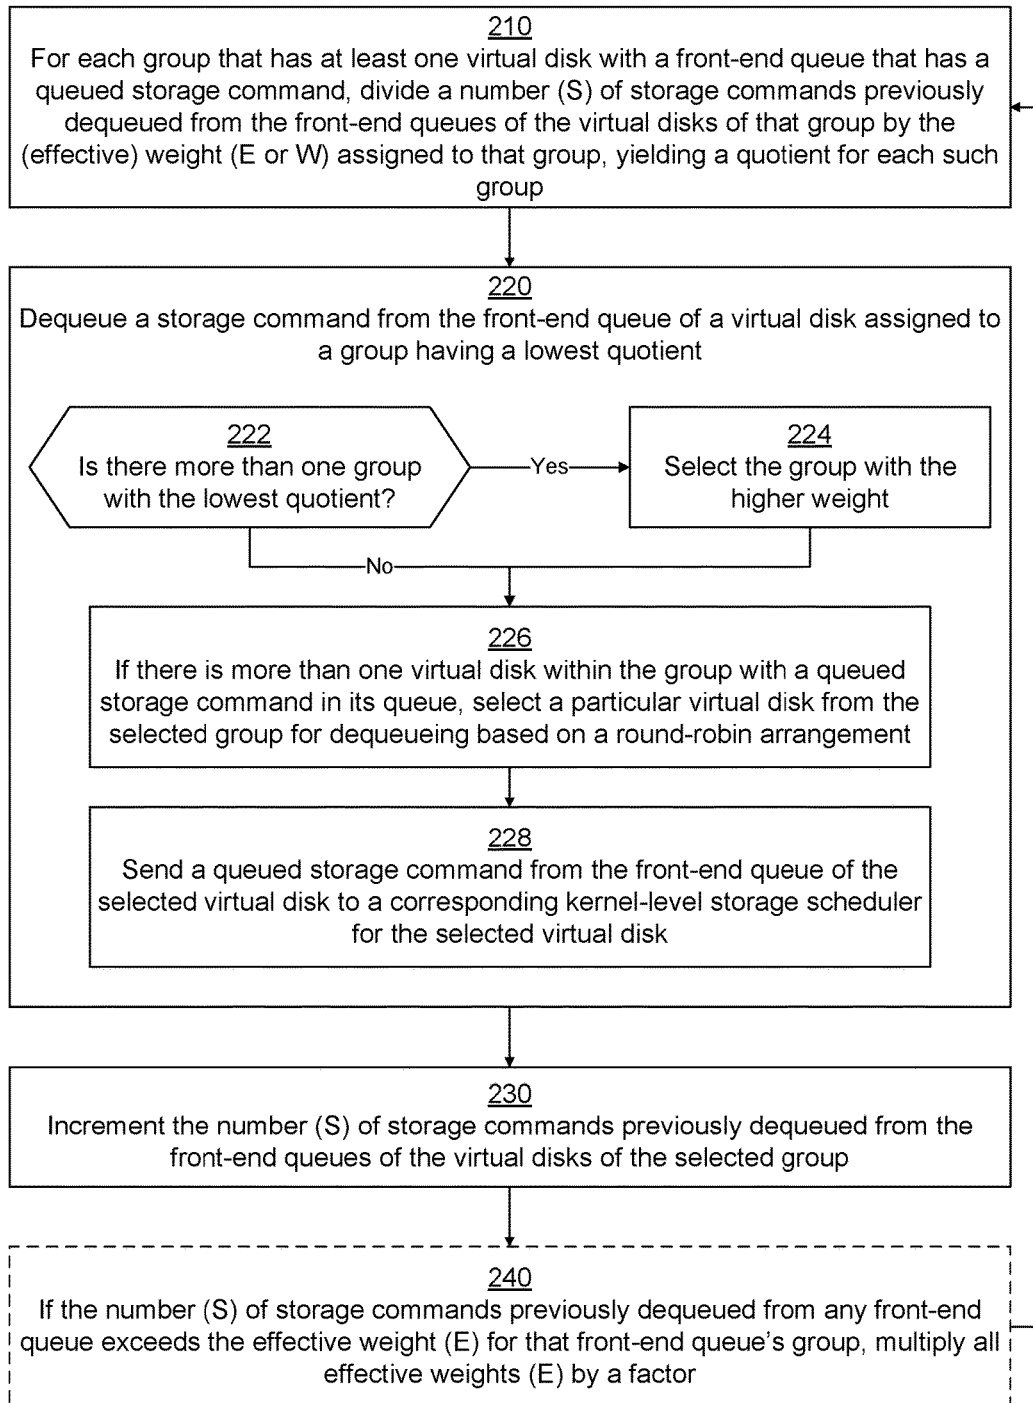 210
For each group that has at least one virtual disk with a front-end queue that has a
queued storage command, divide a number (S) of storage commands previously
dequeued from the front-end queues of the virtual disks of that group by the
(effective) weight (E or W) assigned to that group, yielding a quotient for each such
group
220
Dequeue a storage command from the front-end queue of a virtual disk assigned to
a group having a lowest quotient
222
Is there more than one group
with the lowest quotient?
Yes
224
Select the group with the
higher weight
No
226
If there is more than one virtual disk within the group with a queued
storage command in its queue, select a particular virtual disk from the
selected group for dequeueing based on a round-robin arrangement
228
Send a queued storage command from the front-end queue of the
selected virtual disk to a corresponding kernel-level storage scheduler
for the selected virtual disk
230
Increment the number (S) of storage commands previously dequeued from the
front-end queues of the virtual disks of the selected group
240
If the number (S) of storage commands previously dequeued from any front-end
queue exceeds the effective weight (E) for that front-end queue's group, multiply all
effective weights (E) by a factor